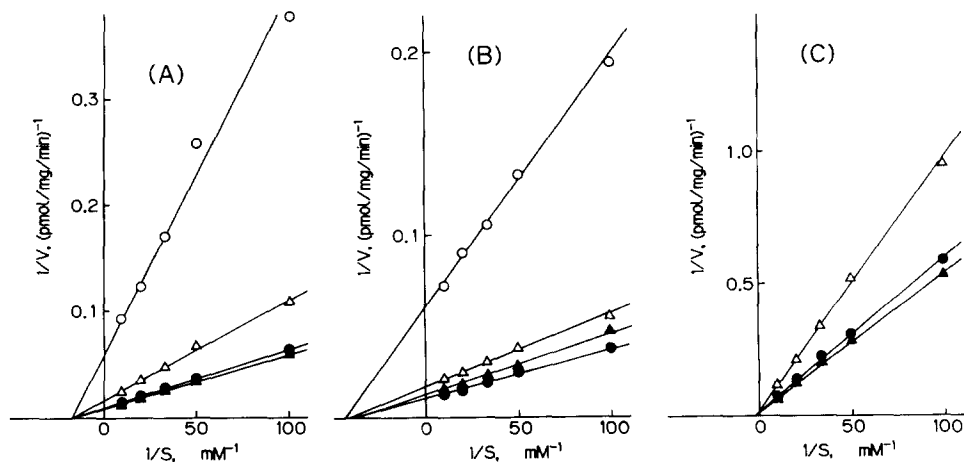 (A)
0.3
0.2
0.1
1/V, (pmol/mg/min)⁻¹
0 50 100
1/S, mM⁻¹
(B)
0.2
0.1
1/V, (pmol/mg/min)⁻¹
0 50 100
1/S, mM⁻¹
(C)
1.0
0.5
1/V, (pmol/mg/min)⁻¹
0 50 100
1/S, mM⁻¹